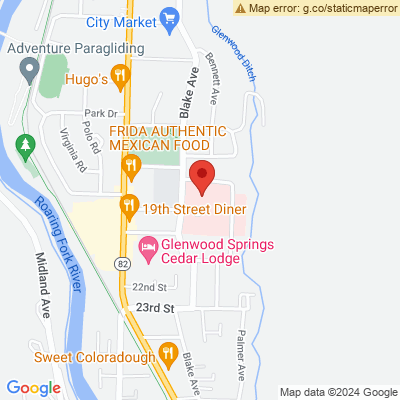 Map error: g.co/staticmaperror
City Market
Glenwood Ditch
Adventure Paragliding
Bennett Ave
Hugo's
Blake Ave
Park Dr
Polo Rd
Virginia Rd
FRIDA AUTHENTIC
MEXICAN FOOD
Roaring Fork River
19th Street Diner
Midland Ave
Glenwood Springs
Cedar Lodge
82
22nd St
23rd St
Sweet Coloradough
Blake Ave
Palmer Ave
Google
Map data ©2024 Google